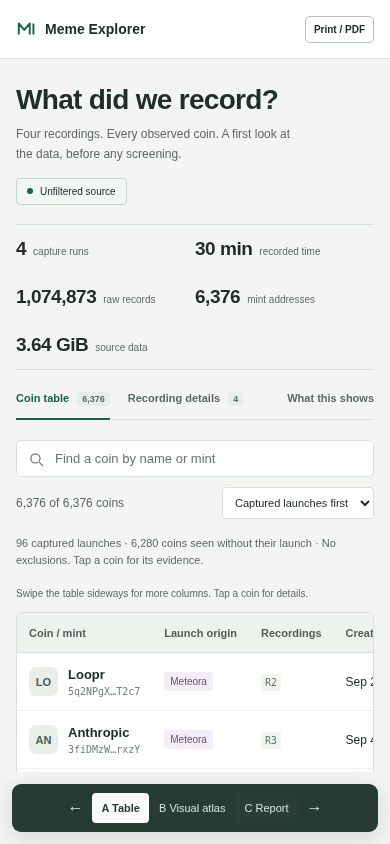 Meme Explorer
Print / PDF
What did we record?
Four recordings. Every observed coin. A first look at
the data, before any screening.
Unfiltered source
4 capture runs
30 min recorded time
1,074,873 raw records
6,376 mint addresses
3.64 GiB source data
Coin table 6,376
Recording details 4
What this shows
Find a coin by name or mint
6,376 of 6,376 coins
Captured launches first
96 captured launches · 6,280 coins seen without their launch · No
exclusions. Tap a coin for its evidence.
Swipe the table sideways for more columns. Tap a coin for details.
Coin / mint
Launch origin
Recordings
LO
Loopr
5q2NPgX…T2c7
Meteora
R2
Sep
AN
Anthropic
3fiDMzW…rxzY
Meteora
R3
Sep
← A Table B Visual atlas C Report →